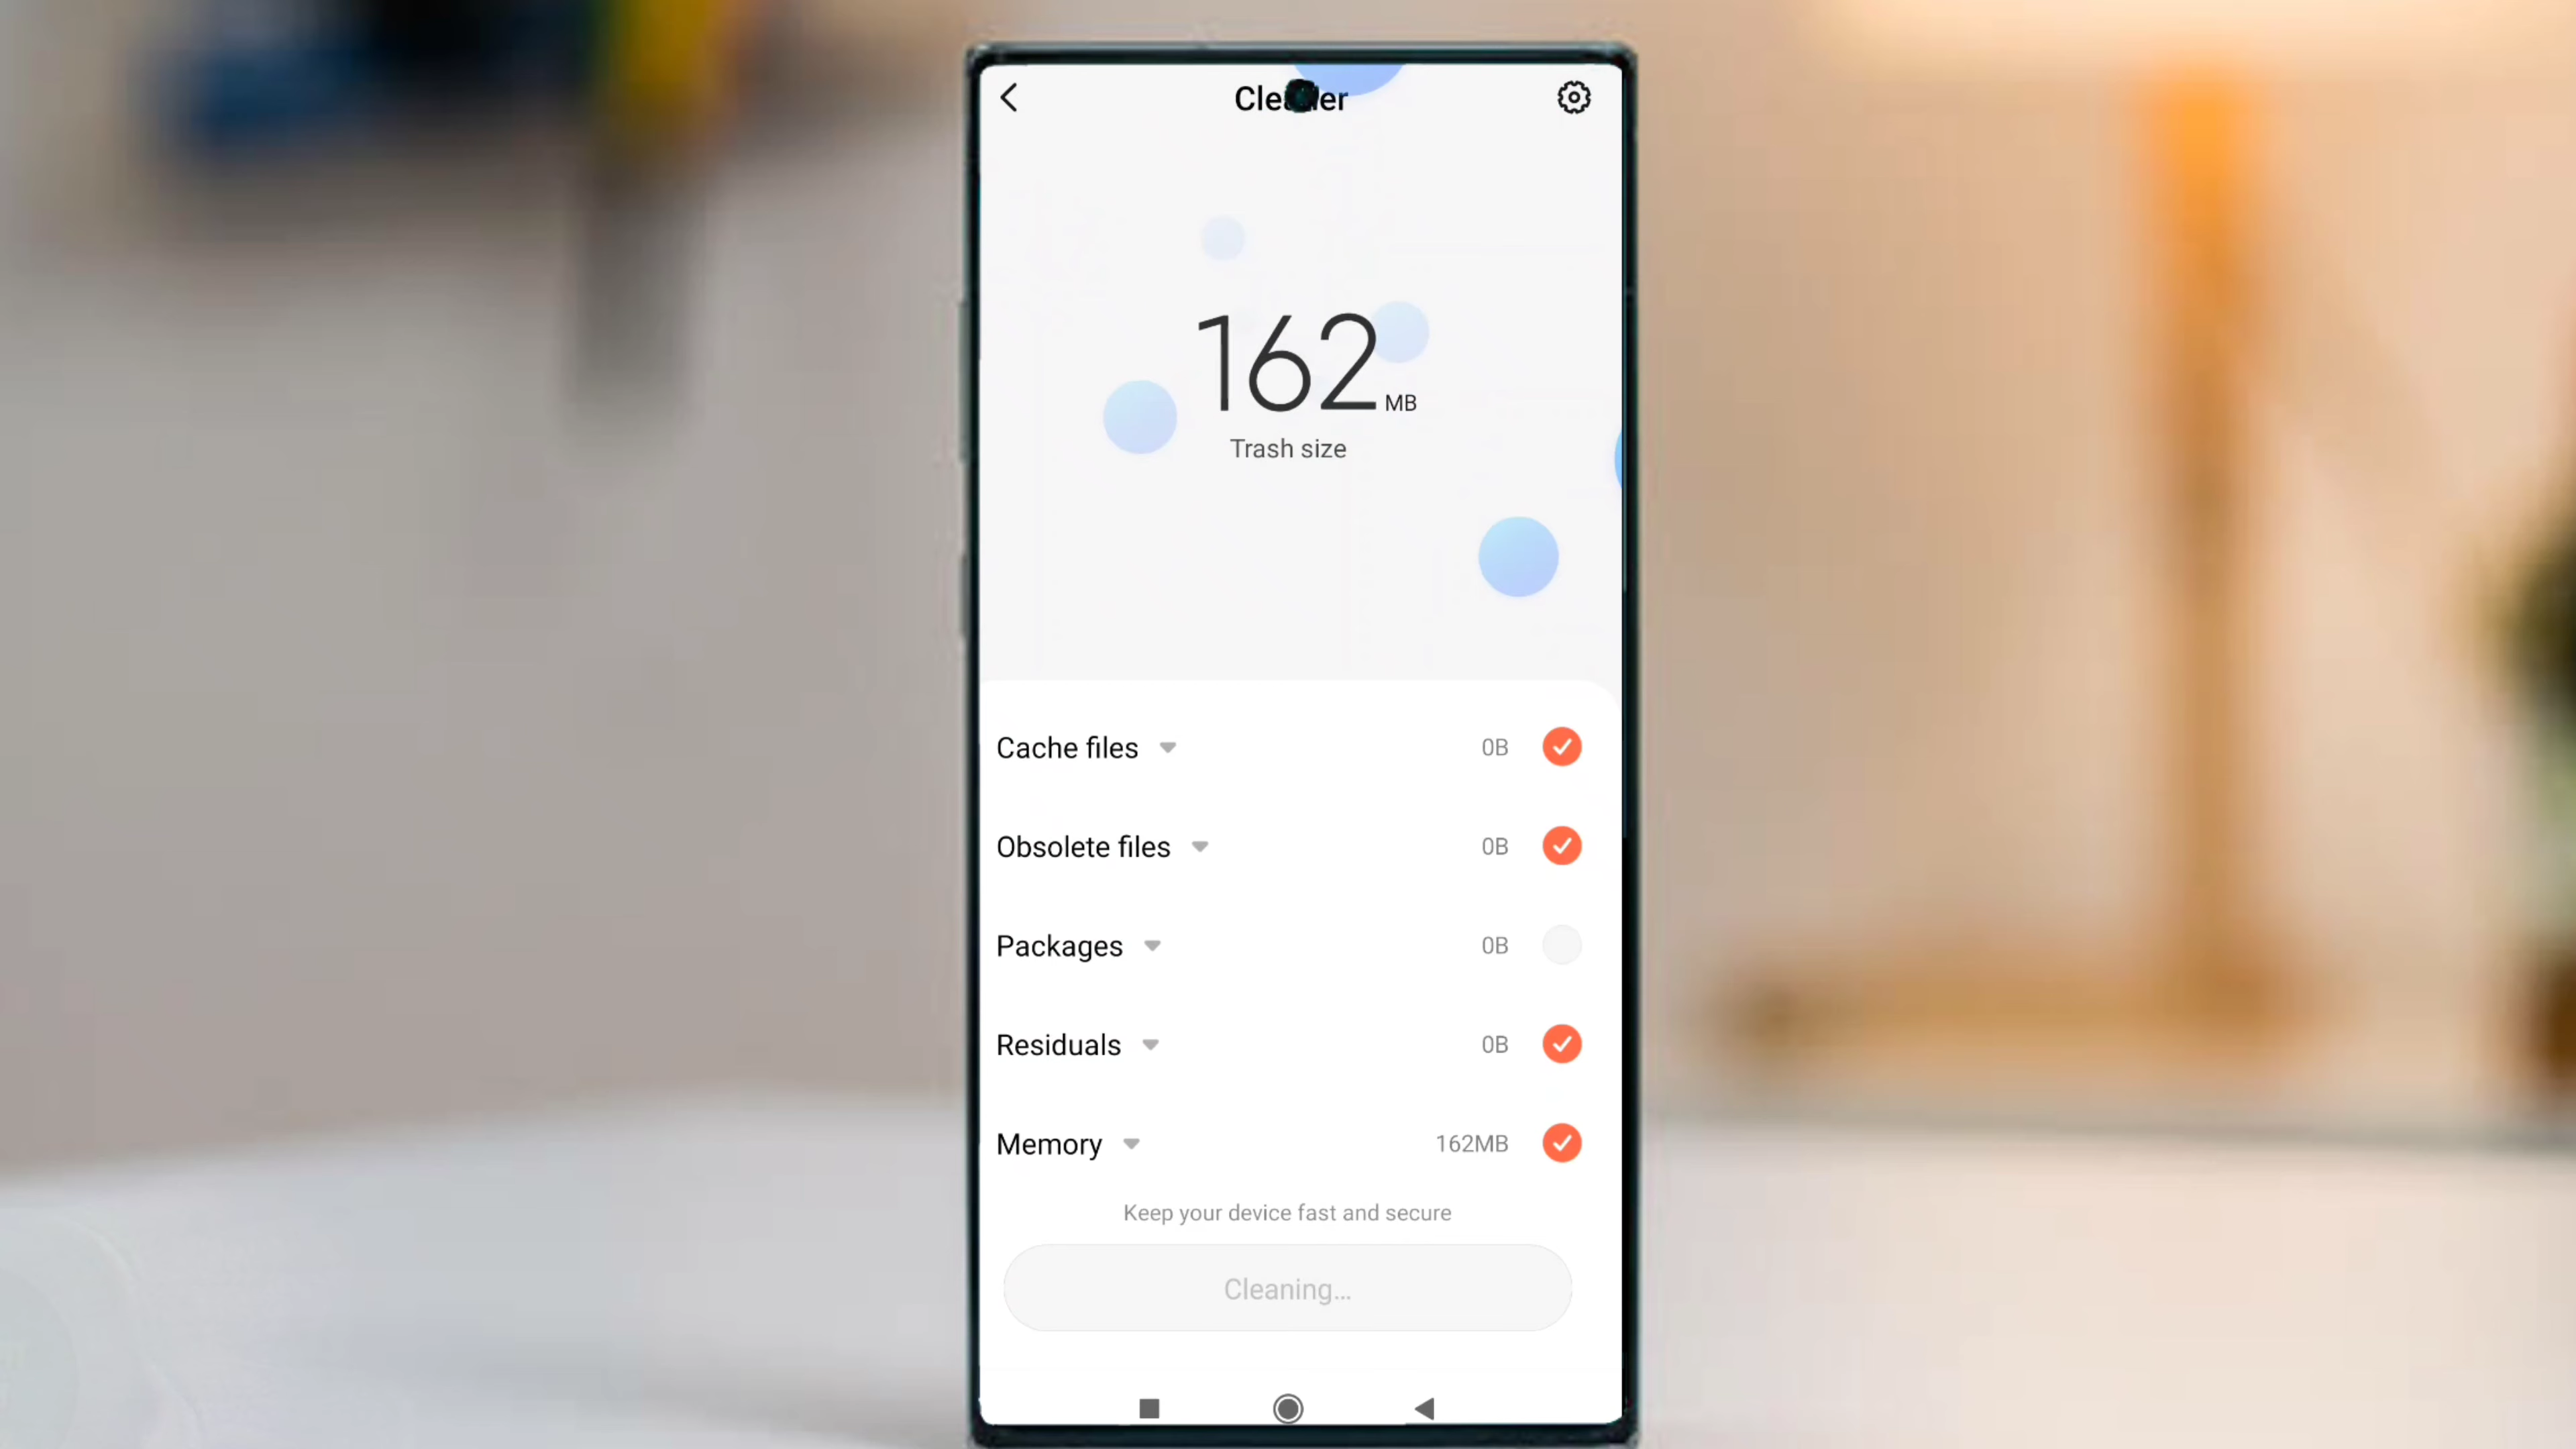 Cleaner
162 MB
Trash size
Cache files 0B
Obsolete files 0B
Packages 0B
Residuals 0B
Memory 162MB
Keep your device fast and secure
Cleaning...